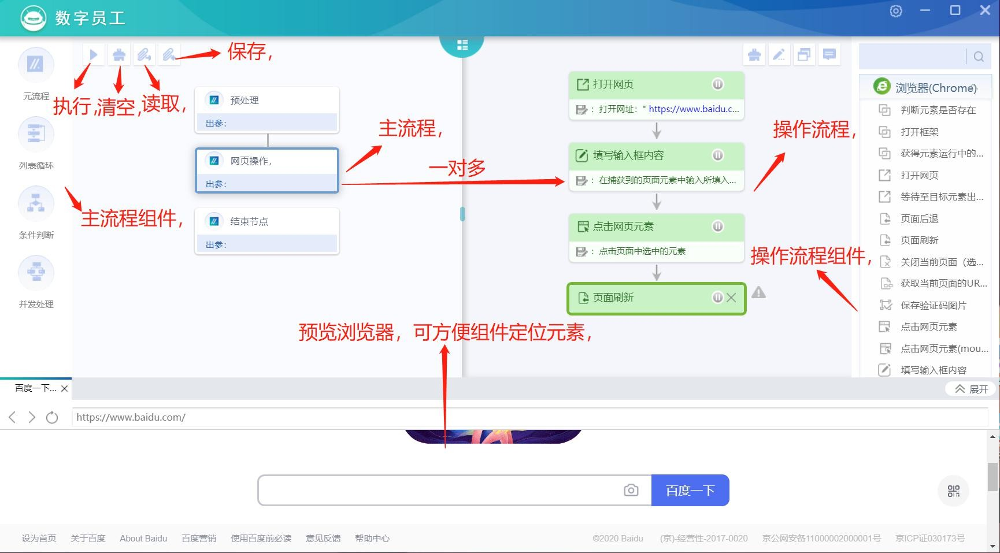 数字员工
保存，
执行，清空，读取，
元流程
列表循环
条件判断
并发处理
主流程组件，
预处理
出参：
网页操作，
出参：
结束节点
出参：
主流程，
一对多
打开网页
：打开网址：" https://www.baidu.c...
填写输入框内容
：在捕获到的页面元素中输入所填入...
点击网页元素
：点击页面中选中的元素
页面刷新
操作流程，
操作流程组件，
预览浏览器，可方便组件定位元素，
浏览器(Chrome)
判断元素是否存在
打开框架
获得元素运行中的...
打开网页
等待至目标元素出...
页面后退
页面刷新
关闭当前页面（选...
获取当前页面的UR...
保存验证码图片
点击网页元素
点击网页元素(mou...
填写输入框内容
百度一下...
展开
https://www.baidu.com/
百度一下
设为首页 关于百度 About Baidu 百度营销 使用百度前必读 意见反馈 帮助中心 ©2020 Baidu (京)-经营性-2017-0020 京公网安备11000002000001号 京ICP证030173号